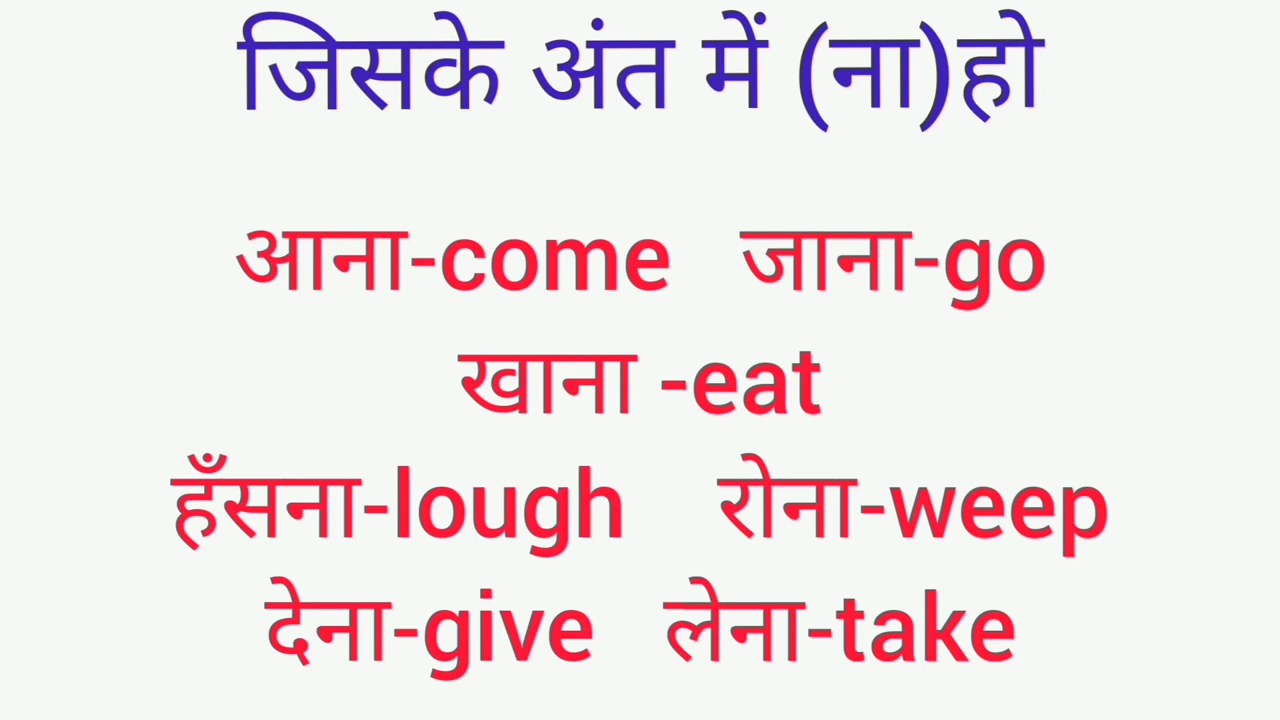 जिसके अंत में (ना)हो
आना-come जाना-go
खाना -eat
हँसना-lough रोना-weep
देना-give लेना-take